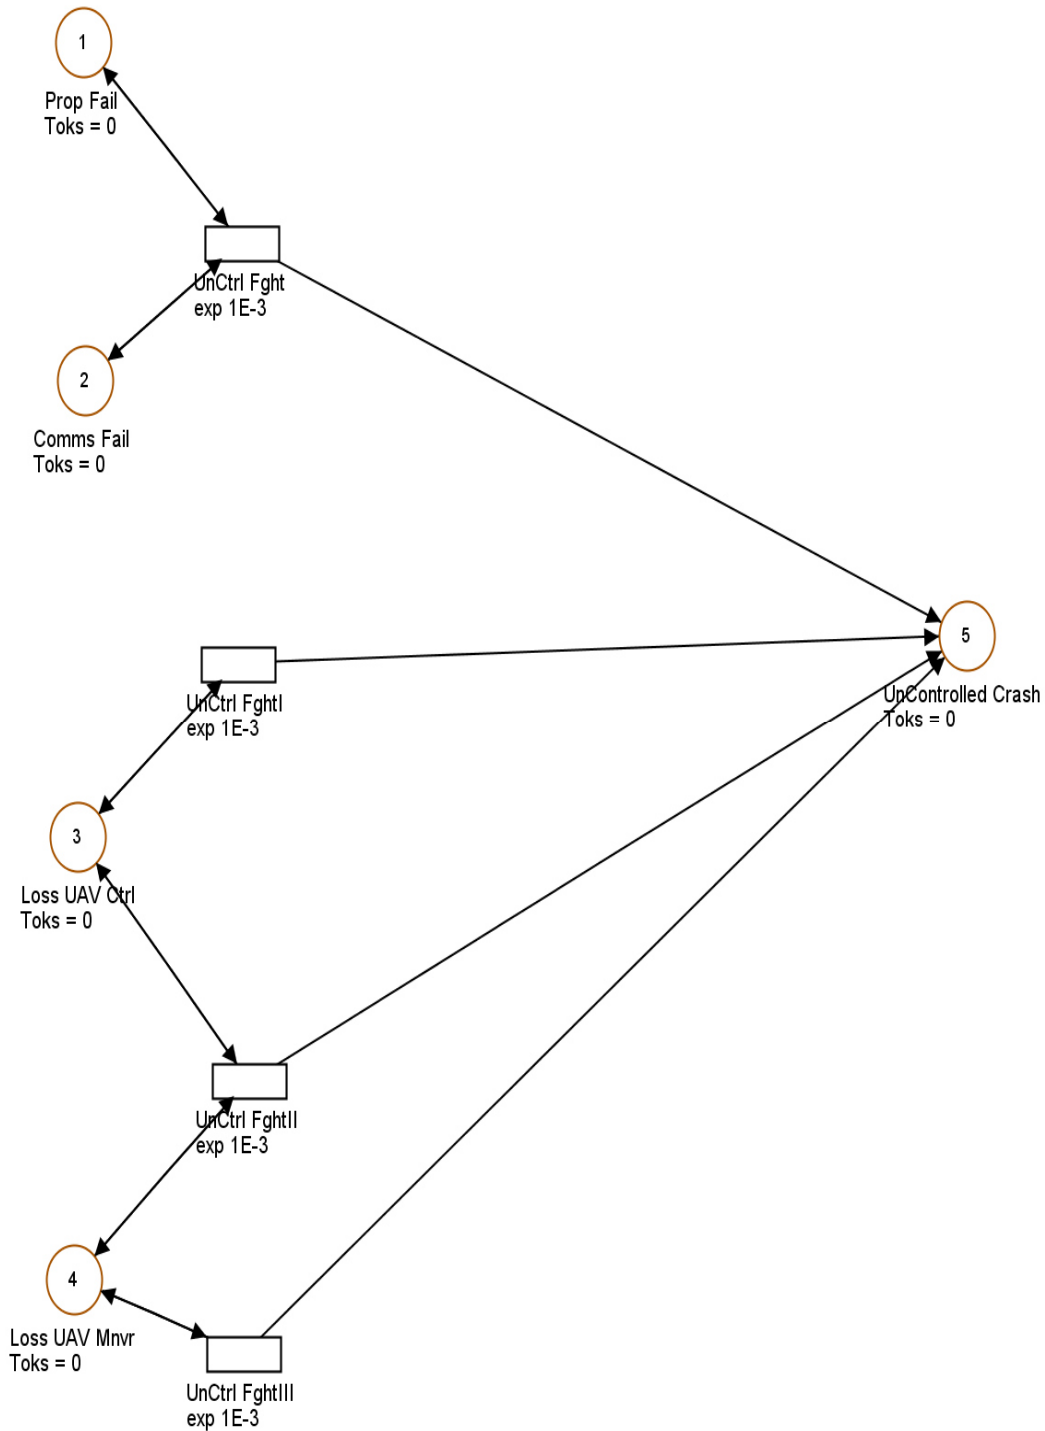 1
Prop Fail
Toks = 0
UnCtrl Fght
exp 1E-3
2
Comms Fail
Toks = 0
5
UnControlled Crash
Toks = 0
UnCtrl FghtI
exp 1E-3
3
Loss UAV Ctrl
Toks = 0
UnCtrl FghtII
exp 1E-3
4
Loss UAV Mnvr
Toks = 0
UnCtrl FghtIII
exp 1E-3